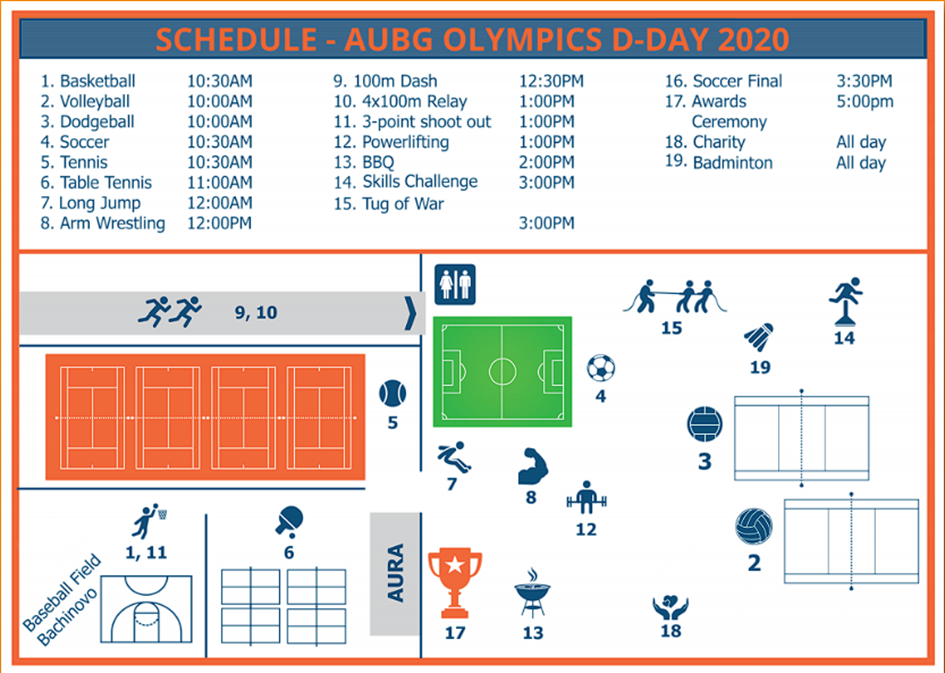 SCHEDULE - AUBG OLYMPICS D-DAY 2020
1. Basketball 10:30AM
2. Volleyball 10:00AM
3. Dodgeball 10:00AM
4. Soccer 10:30AM
5. Tennis 10:30AM
6. Table Tennis 11:00AM
7. Long Jump 12:00AM
8. Arm Wrestling 12:00PM
9. 100m Dash 12:30PM
10. 4x100m Relay 1:00PM
11. 3-point shoot out 1:00PM
12. Powerlifting 1:00PM
13. BBQ 2:00PM
14. Skills Challenge 3:00PM
15. Tug of War
3:00PM
16. Soccer Final 3:30PM
17. Awards 5:00pm
Ceremony
18. Charity All day
19. Badminton All day
9, 10
15
14
19
4
5
3
7
8
12
2
1, 11
6
Baseball Field
Bachinovo
AURA
17
13
18